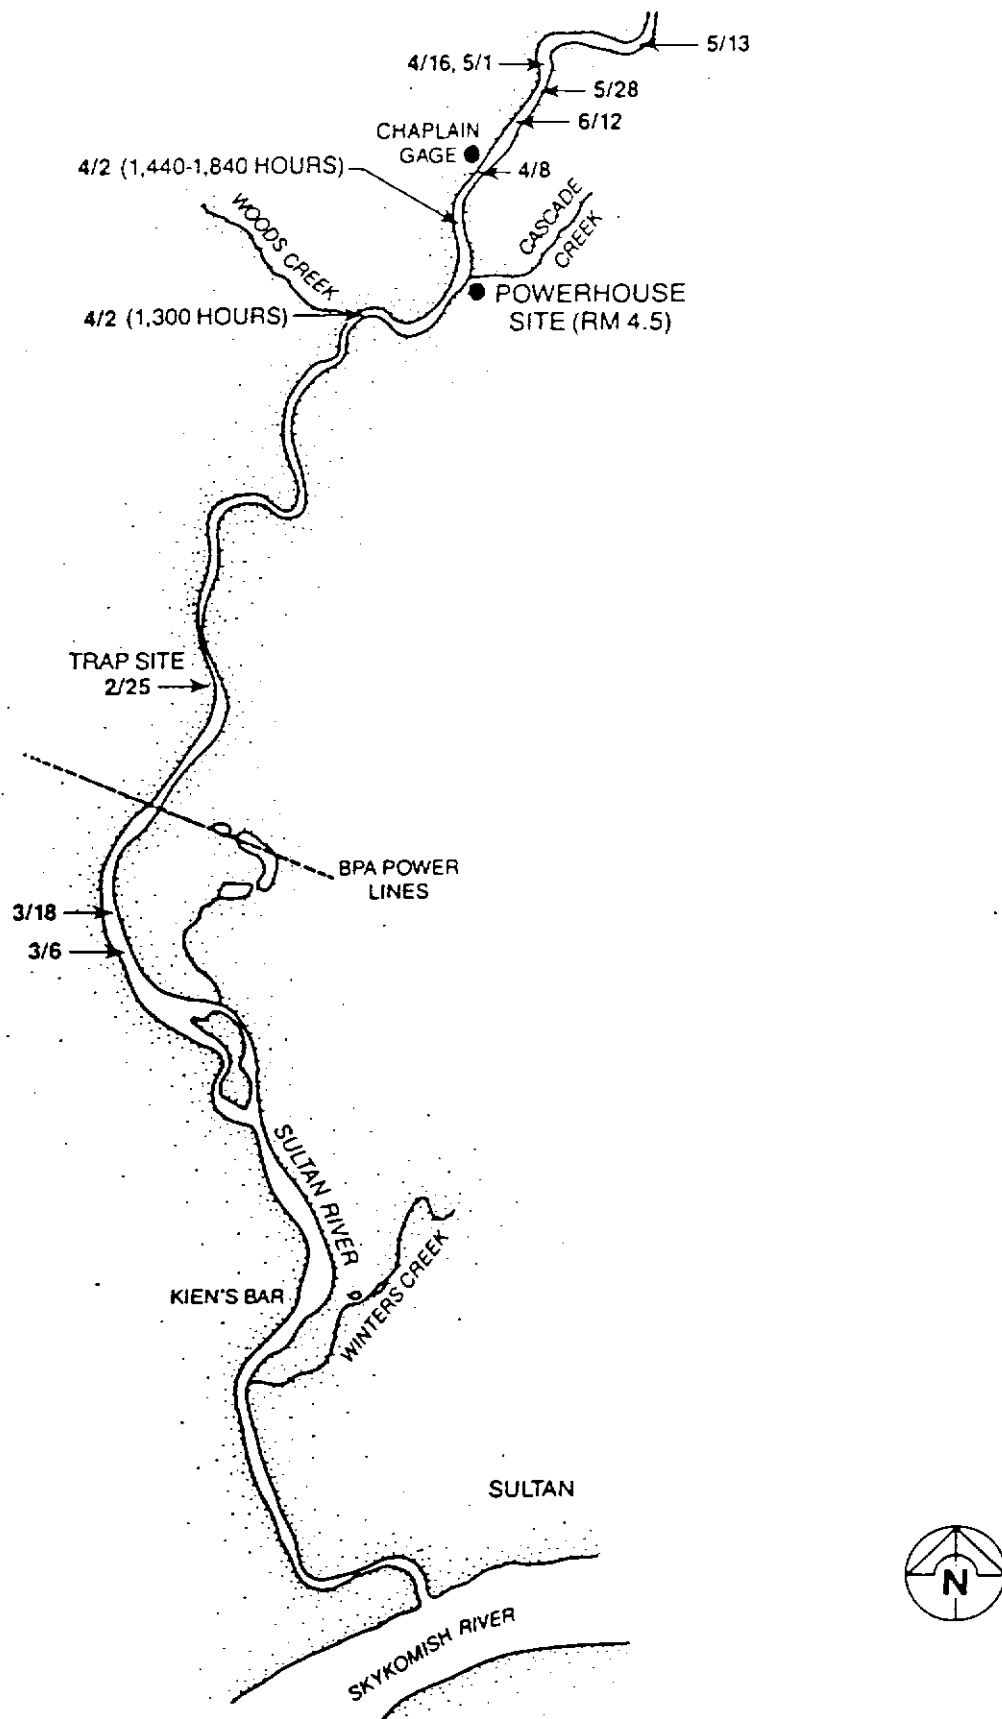 5/13
4/16, 5/1
5/28
6/12
CHAPLAIN
GAGE
4/2 (1,440-1,840 HOURS)
4/8
WOODS CREEK
CASCADE
CREEK
4/2 (1,300 HOURS)
POWERHOUSE
SITE (RM 4.5)
TRAP SITE
2/25
BPA POWER
LINES
3/18
3/6
SULTAN RIVER
KIEN'S BAR
WINTERS CREEK
SULTAN
N
SKYKOMISH RIVER